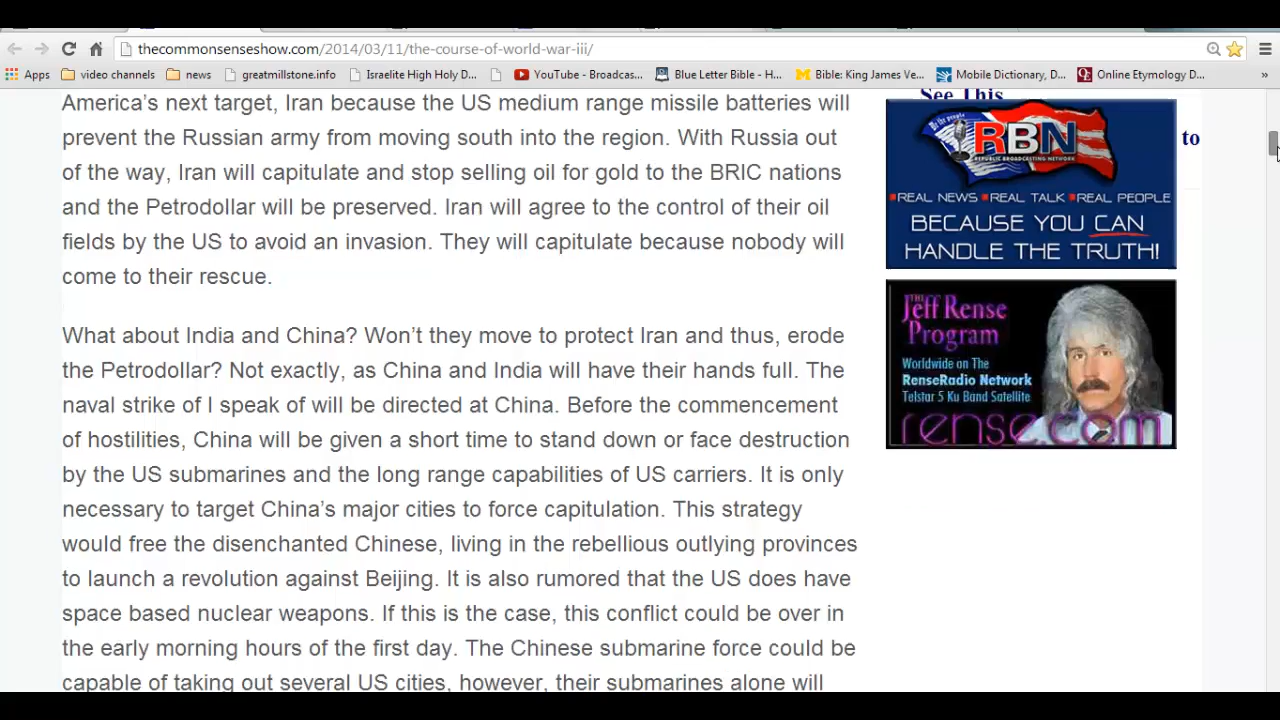 thecommonsenseshow.com/2014/03/11/the-course-of-world-war-iii/
Apps video channels news greatmillstone.info Israelite High Holy D... YouTube - Broadcas... Blue Letter Bible - H... Bible: King James Ve... Mobile Dictionary, D... Online Etymology D... »
America's next target, Iran because the US medium range missile batteries will
prevent the Russian army from moving south into the region. With Russia out
of the way, Iran will capitulate and stop selling oil for gold to the BRIC nations
and the Petrodollar will be preserved. Iran will agree to the control of their oil
fields by the US to avoid an invasion. They will capitulate because nobody will
come to their rescue.
What about India and China? Won't they move to protect Iran and thus, erode
the Petrodollar? Not exactly, as China and India will have their hands full. The
naval strike of I speak of will be directed at China. Before the commencement
of hostilities, China will be given a short time to stand down or face destruction
by the US submarines and the long range capabilities of US carriers. It is only
necessary to target China's major cities to force capitulation. This strategy
would free the disenchanted Chinese, living in the rebellious outlying provinces
to launch a revolution against Beijing. It is also rumored that the US does have
space based nuclear weapons. If this is the case, this conflict could be over in
the early morning hours of the first day. The Chinese submarine force could be
capable of taking out several US cities, however, their submarines alone will
See This
to
We the people
RBN
REPUBLIC BROADCASTING NETWORK
REAL NEWS REAL TALK REAL PEOPLE
BECAUSE YOU CAN
HANDLE THE TRUTH!
THE
Jeff Rense
Program
Worldwide on The
RenseRadio Network
Telstar 5 Ku Band Satellite
rense.com